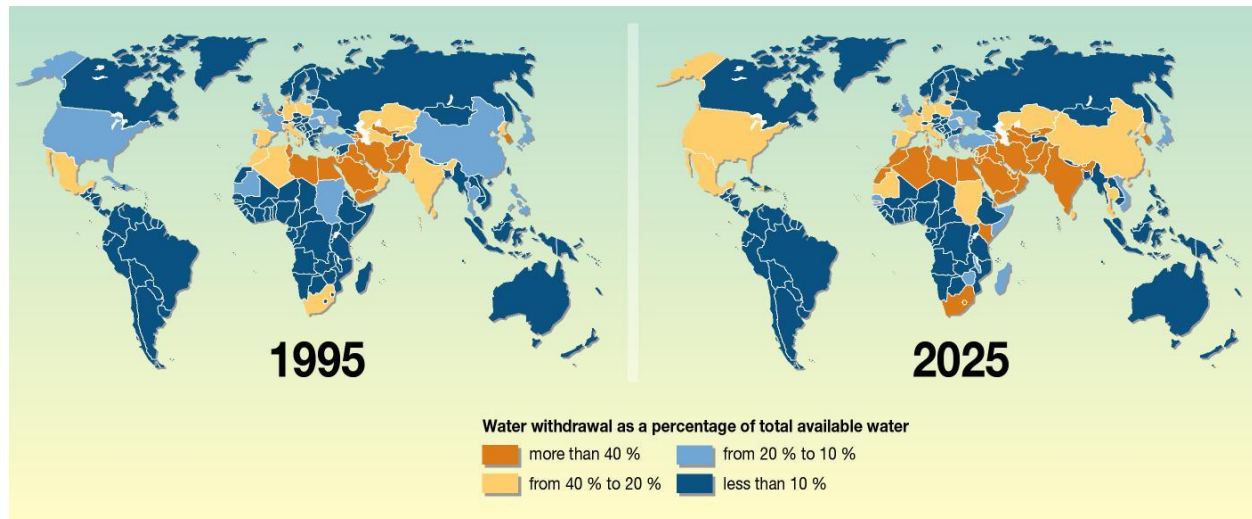 1995
2025
Water withdrawal as a percentage of total available water
more than 40 %
from 20 % to 10 %
from 40 % to 20 %
less than 10 %